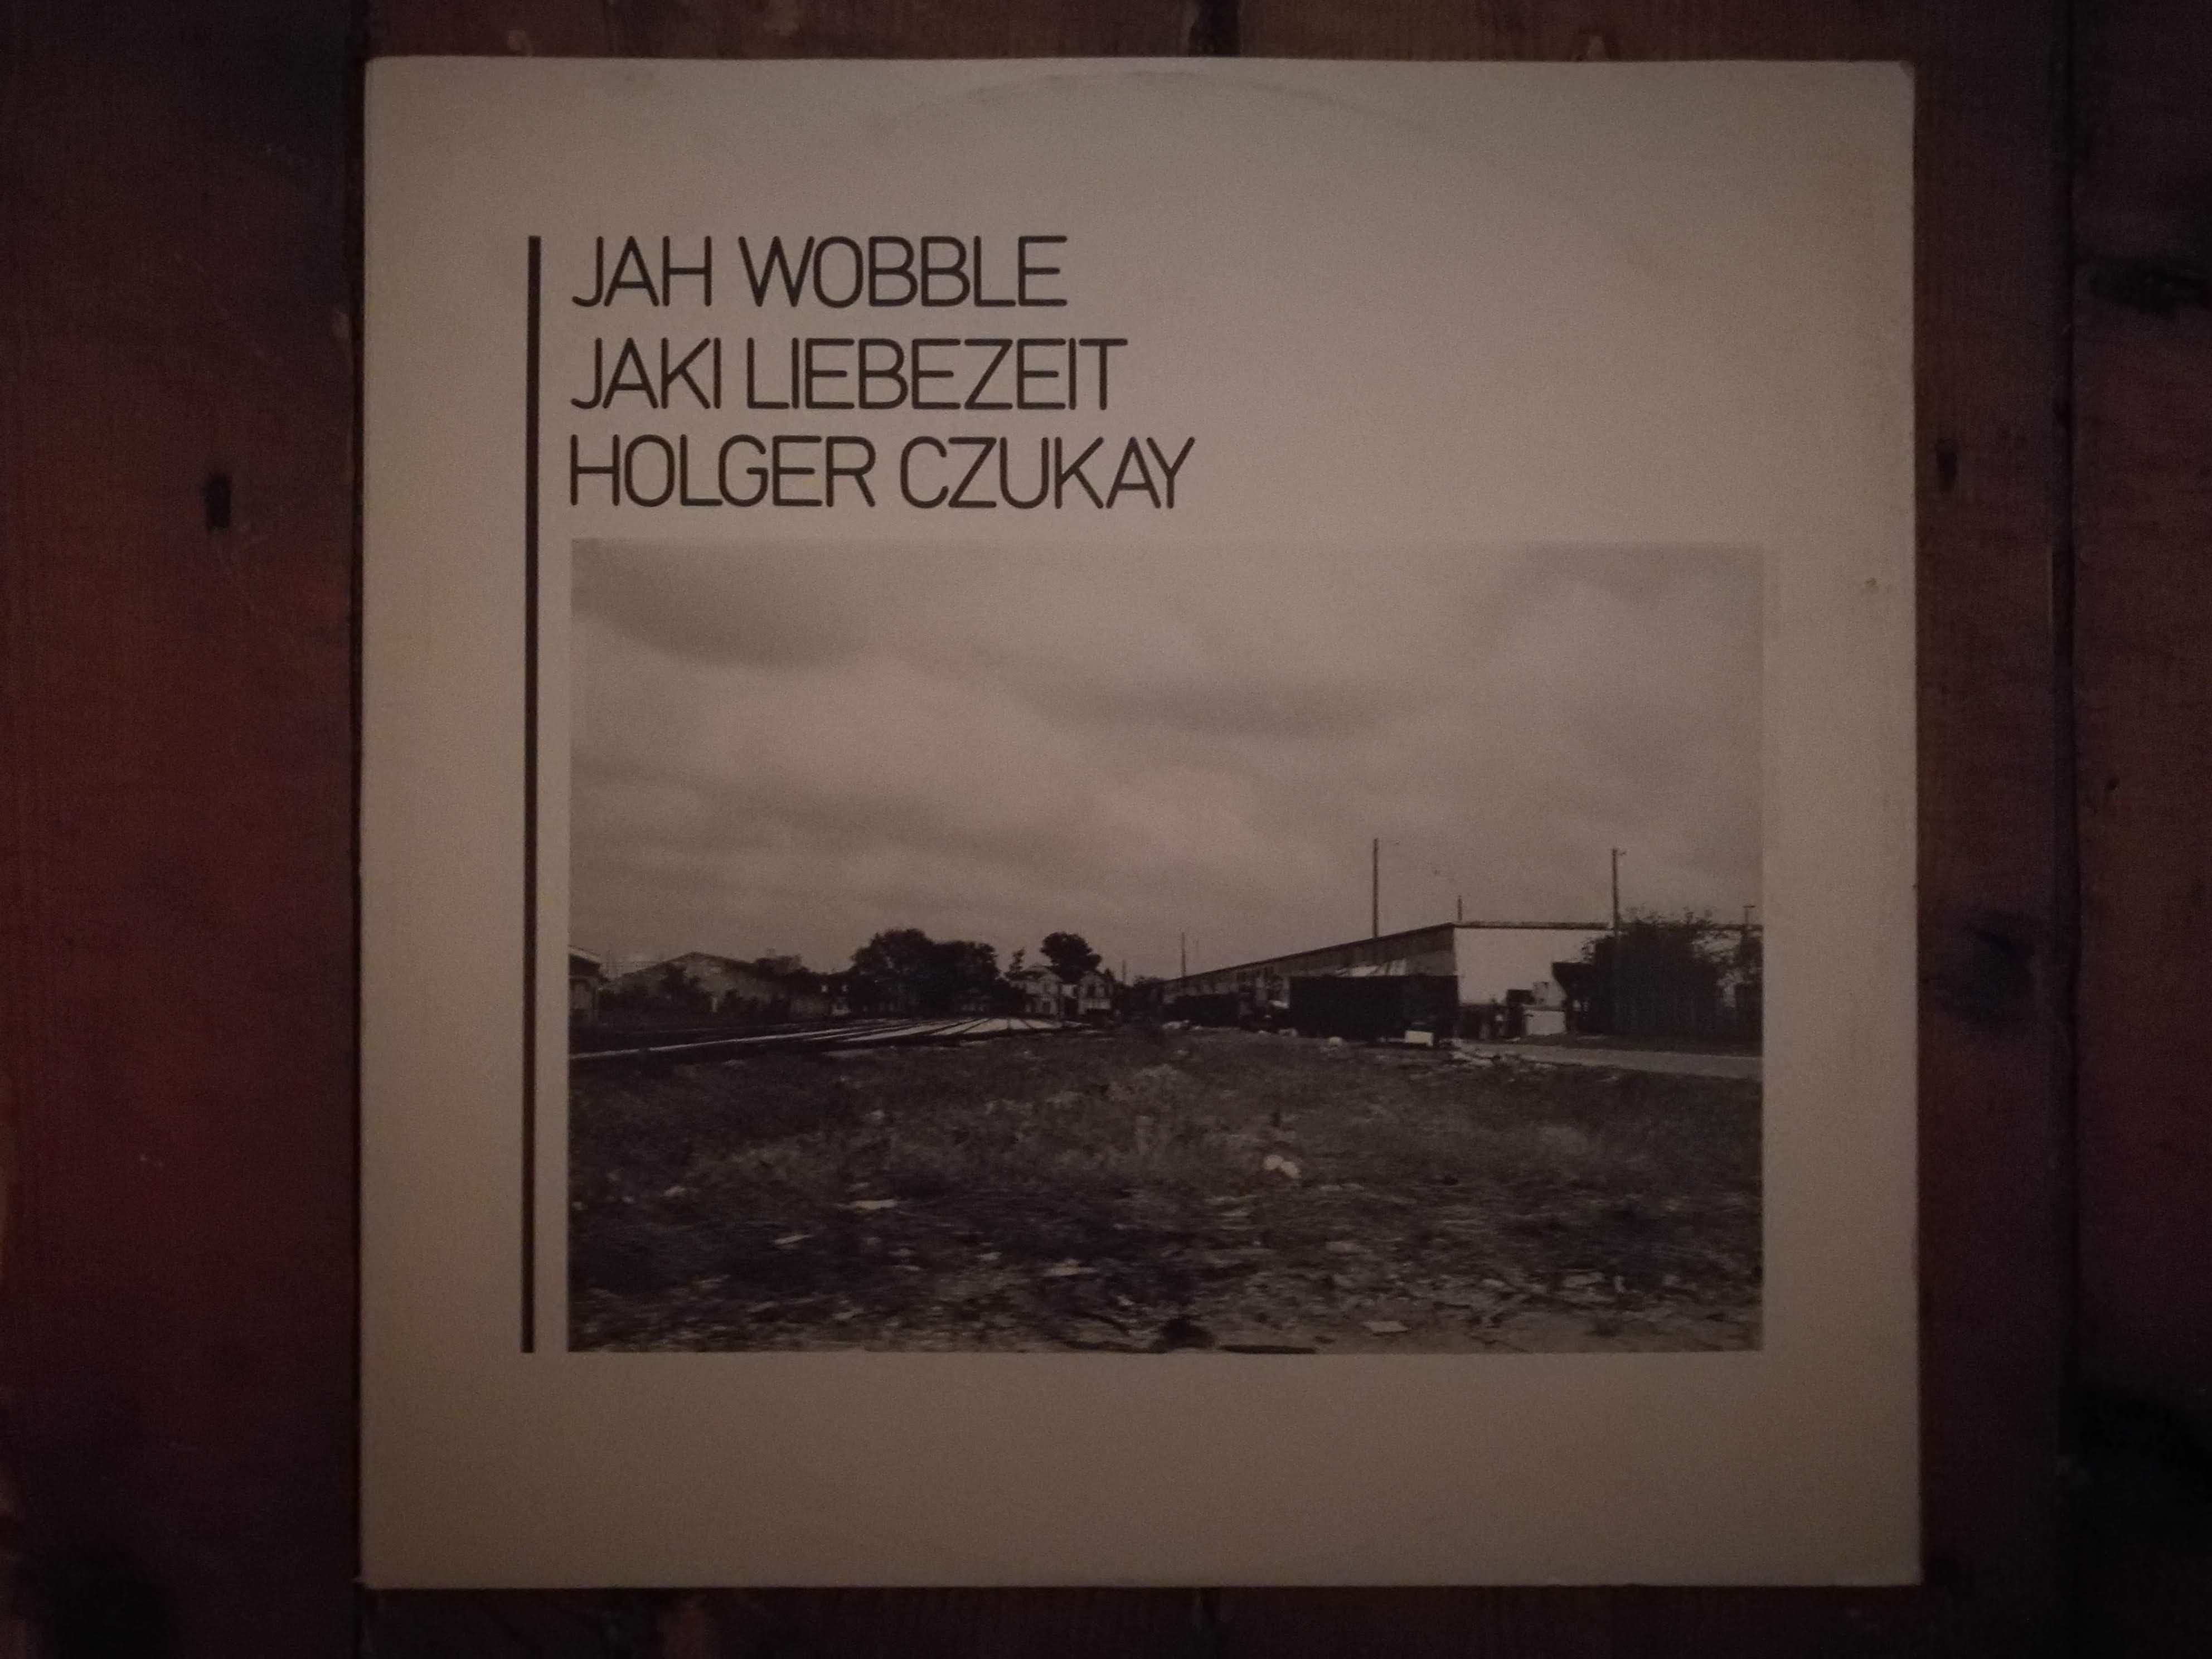 JAH WOBBLE
JAKI LIEBEZEIT
HOLGER CZUKAY